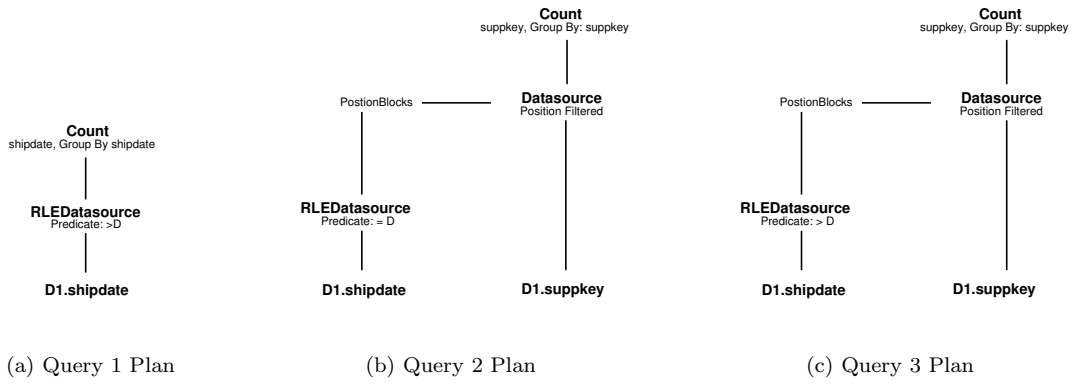 Count
shipdate, Group By shipdate
RLEDatasource
Predicate: >D
D1.shipdate
(a) Query 1 Plan
Count
suppkey, Group By: suppkey
PostionBlocks
Datasource
Position Filtered
RLEDatasource
Predicate: = D
D1.shipdate
D1.suppkey
(b) Query 2 Plan
Count
suppkey, Group By: suppkey
PostionBlocks
Datasource
Position Filtered
RLEDatasource
Predicate: > D
D1.shipdate
D1.suppkey
(c) Query 3 Plan